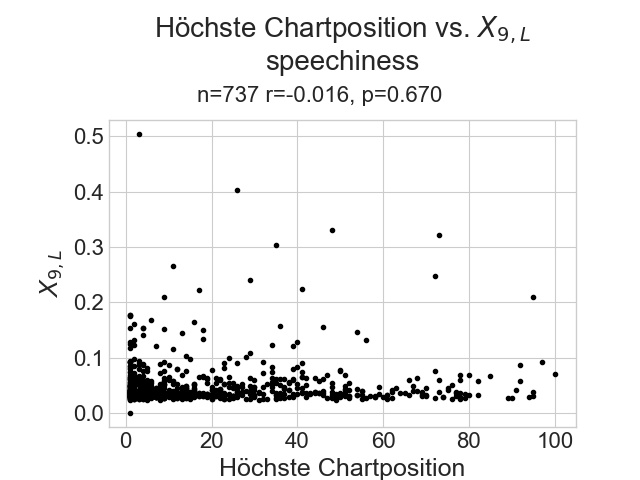 Höchste Chartposition vs. X9, L
speechiness
n=737 r=-0.016, p=0.670
X9, L
0.5
0.4
0.3
0.2
0.1
0.0
0 20 40 60 80 100
Höchste Chartposition